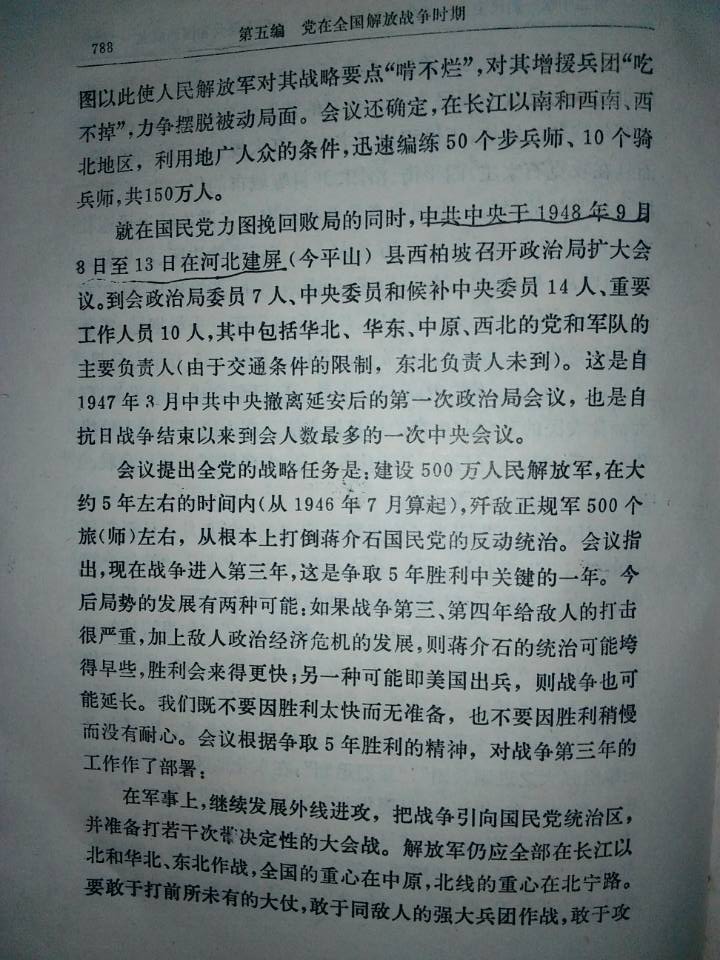 788
第五编 党在全国解放战争时期
图以此使人民解放军对其战略要点“啃不烂”，对其增援兵团“吃
不掉”，力争摆脱被动局面。会议还确定，在长江以南和西南、西
北地区，利用地广人众的条件，迅速编练50个步兵师、10个骑
兵师，共150万人。
就在国民党力图挽回败局的同时，中共中央于1948年9月
8日至13日在河北建屏（今平山）县西柏坡召开政治局扩大会
议。到会政治局委员7人、中央委员和候补中央委员14人、重要
工作人员10人，其中包括华北、华东、中原、西北的党和军队的
主要负责人（由于交通条件的限制，东北负责人未到）。这是自
1947年3月中共中央撤离延安后的第一次政治局会议，也是自
抗日战争结束以来到会人数最多的一次中央会议。
会议提出全党的战略任务是：建设500万人民解放军，在大
约5年左右的时间内（从1946年7月算起），歼敌正规军500个
旅（师）左右，从根本上打倒蒋介石国民党的反动统治。会议指
出，现在战争进入第三年，这是争取5年胜利中关键的一年。今
后局势的发展有两种可能：如果战争第三、第四年给敌人的打击
很严重，加上敌人政治经济危机的发展，则蒋介石的统治可能垮
得早些，胜利会来得更快；另一种可能即美国出兵，则战争也可
能延长。我们既不要因胜利太快而无准备，也不要因胜利稍慢
而没有耐心。会议根据争取5年胜利的精神，对战争第三年的
工作作了部署：
在军事上，继续发展外线进攻，把战争引向国民党统治区，
并准备打若干次带决定性的大会战。解放军仍应全部在长江以
北和华北、东北作战，全国的重心在中原，北线的重心在北宁路。
要敢于打前所未有的大仗，敢于同敌人的强大兵团作战，敢于攻